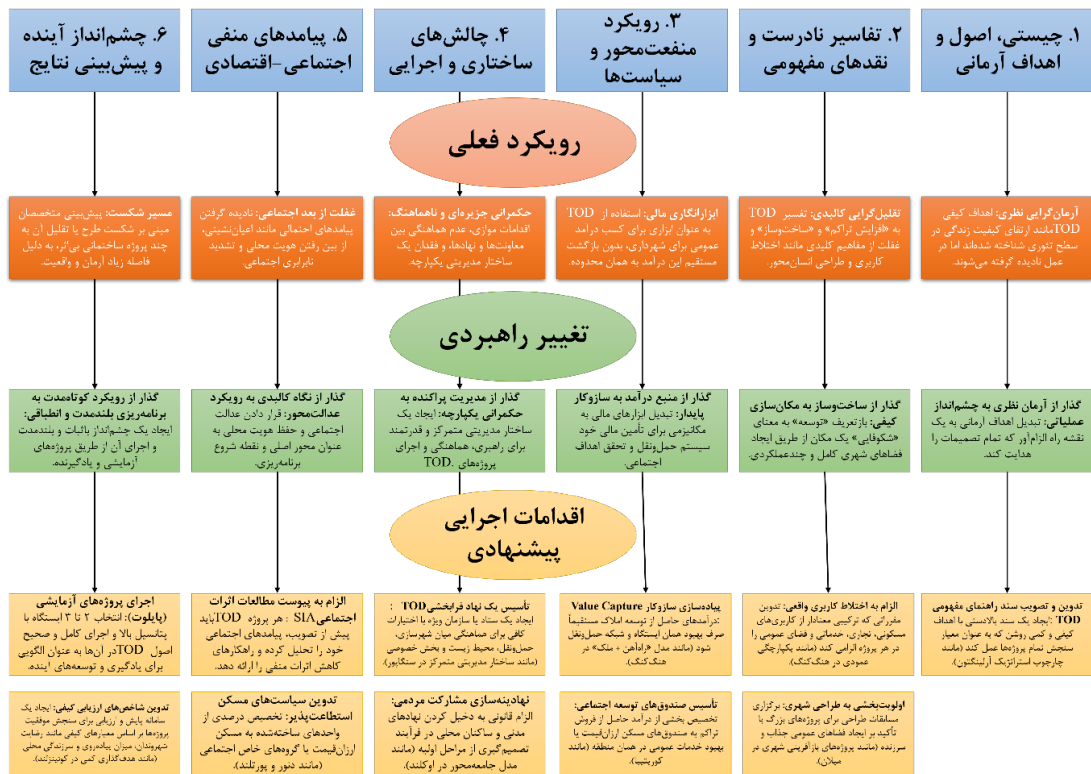 ۱. چیستی، اصول و
اهداف آرمانی
۲. تفاسیر نادرست و
نقدهای مفهومی
۳. رویکرد
منفعت‌محور و
سیاست‌ها
۴. چالش‌های
ساختاری و اجرایی
۵. پیامدهای منفی
اجتماعی-اقتصادی
۶. چشم‌انداز آینده
و پیش‌بینی نتایج
رویکرد فعلی
آرمان‌گرایی نظری: اهداف کیفی
TODمانند ارتقای کیفیت زندگی در
سطح تئوری شناخته شده‌اند اما در
عمل نادیده گرفته می‌شوند.
تقلیل‌گرایی کالبدی: تفسیر TOD
به «افزایش تراکم» و «ساخت‌وساز» و
غفلت از مفاهیم کلیدی مانند اختلاط
کاربری و طراحی انسان‌محور.
ابزارانگاری مالی: استفاده از TOD
به عنوان ابزاری برای کسب درآمد
عمومی برای شهرداری، بدون بازگشت
مستقیم این درآمد به همان محدوده.
حکمرانی جزیره‌ای و ناهماهنگ:
اقدامات موازی، عدم هماهنگی بین
معاونت‌ها و نهادها، و فقدان یک
ساختار مدیریتی یکپارچه.
غفلت از بعد اجتماعی: نادیده گرفتن
پیامدهای احتمالی مانند اعیان‌نشینی،
از بین رفتن هویت محلی و تشدید
نابرابری اجتماعی.
مسیر شکست: پیش‌بینی متخصصان
مبنی بر شکست طرح یا تقلیل آن به
چند پروژه ساختمانی بی‌اثر، به دلیل
فاصله زیاد آرمان و واقعیت.
تغییر راهبردی
گذار از آرمان نظری به چشم‌انداز
عملیاتی: تبدیل اهداف آرمانی به یک
نقشه راه الزام‌آور که تمام تصمیمات را
هدایت کند.
گذار از ساخت‌وساز به مکان‌سازی
کیفی: بازتعریف «توسعه» به معنای
«شکوفایی» یک مکان از طریق ایجاد
فضاهای شهری کامل و چندعملکردی.
گذار از منبع درآمد به سازوکار
پایدار: تبدیل ابزارهای مالی به
مکانیزمی برای تأمین مالی خود
سیستم حمل‌ونقل و تحقق اهداف
اجتماعی.
گذار از مدیریت پراکنده به
حکمرانی یکپارچه: ایجاد یک
ساختار مدیریتی متمرکز و قدرتمند
برای راهبری، هماهنگی و اجرای
پروژه‌های TOD.
گذار از نگاه کالبدی به رویکرد
عدالت‌محور: قرار دادن عدالت
اجتماعی و حفظ هویت محلی به
عنوان محور اصلی و نقطه شروع
برنامه‌ریزی.
گذار از رویکرد کوتاه‌مدت به
برنامه‌ریزی بلندمدت و انطباقی:
ایجاد یک چشم‌انداز باثبات و بلندمدت
و اجرای آن از طریق پروژه‌های
آزمایشی و یادگیرنده.
اقدامات اجرایی
پیشنهادی
تدوین و تصویب سند راهنمای مفهومی
TOD :ایجاد یک سند بالادستی با اهداف
کیفی و کمی روشن که به عنوان معیار
سنجش تمام پروژه‌ها عمل کند (مانند
چارچوب استراتژیک آرلینگتون).
الزام به اختلاط کاربری واقعی: تدوین
مقرراتی که ترکیبی معنادار از کاربری‌های
مسکونی، تجاری، خدماتی و فضای عمومی را
در هر پروژه الزامی کند (مانند یکپارچگی
عمودی در هنگ‌کنگ).
پیاده‌سازی سازوکار Value Capture
:درآمدهای حاصل از توسعه املاک مستقیماً
صرف بهبود همان ایستگاه و شبکه حمل‌ونقل
شود (مانند مدل «راه‌آهن + ملک» در
هنگ‌کنگ).
تأسیس یک نهاد فرابخشی TOD :
ایجاد یک ستاد یا سازمان ویژه با اختیارات
کافی برای هماهنگی میان شهرسازی،
حمل‌ونقل، محیط زیست و بخش خصوصی
(مانند ساختار مدیریتی متمرکز در سنگاپور).
الزام به پیوست مطالعات اثرات
اجتماعیSIA : هر پروژه TODباید
پیش از تصویب، پیامدهای اجتماعی
خود را تحلیل کرده و راهکارهای
کاهش اثرات منفی را ارائه دهد.
اجرای پروژه‌های آزمایشی
(پایلوت): انتخاب ۲ تا ۳ ایستگاه با
پتانسیل بالا و اجرای کامل و صحیح
اصول TODدر آن‌ها به عنوان الگویی
برای یادگیری و توسعه‌های آینده.
اولویت‌بخشی به طراحی شهری: برگزاری
مسابقات طراحی برای پروژه‌های بزرگ با
تأکید بر ایجاد فضاهای عمومی جذاب و
سرزنده (مانند پروژه‌های بازآفرینی شهری در
میلان).
تأسیس صندوق‌های توسعه اجتماعی:
تخصیص بخشی از درآمد حاصل از فروش
تراکم به صندوق‌های مسکن ارزان‌قیمت یا
بهبود خدمات عمومی در همان منطقه (مانند
کوریتیبا).
نهادینه‌سازی مشارکت مردمی:
الزام قانونی به دخیل کردن نهادهای
مدنی و ساکنان محلی در فرآیند
تصمیم‌گیری از مراحل اولیه (مانند
مدل جامعه‌محور در اوکلند).
تدوین سیاست‌های مسکن
استطاعت‌پذیر: تخصیص درصدی از
واحدهای ساخته‌شده به مسکن
ارزان‌قیمت یا گروه‌های خاص اجتماعی
(مانند دنور و پورتلند).
تدوین شاخص‌های ارزیابی کیفی: ایجاد یک
سامانه پایش و ارزیابی برای سنجش موفقیت
پروژه‌ها بر اساس معیارهای کیفی مانند رضایت
شهروندان، میزان پیاده‌روی و سرزندگی محلی
(مانند هدف‌گذاری کمی در کوئینزلند).